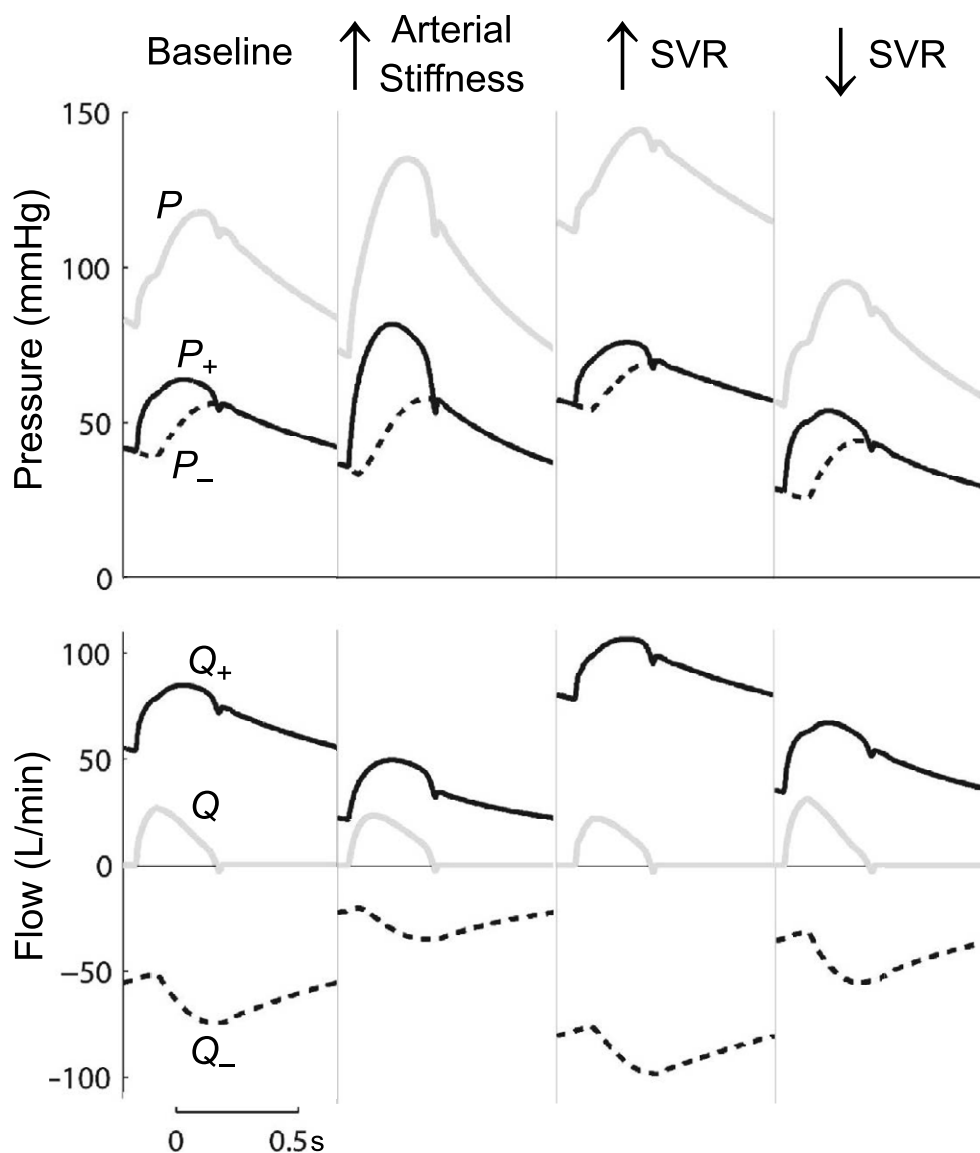 Baseline
↑ Arterial
Stiffness
↑ SVR
↓ SVR
Pressure (mmHg)
150
100
50
0
P
P+
P−
Flow (L/min)
100
50
0
−50
−100
Q+
Q
Q−
0 0.5s